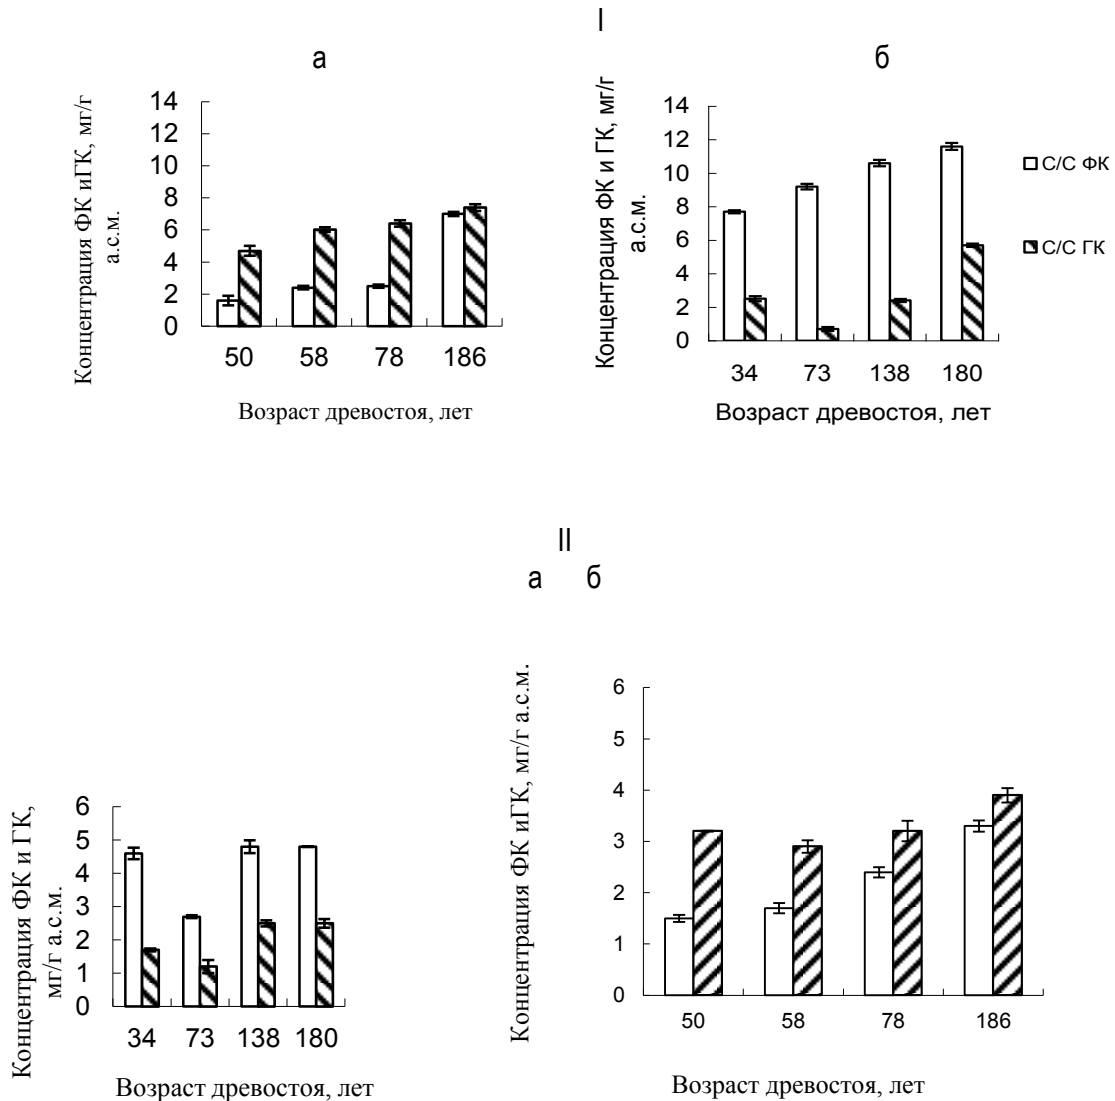 I
а
б
Концентрация ФК иГК, мг/г
а.с.м.
14
12
10
8
6
4
2
0
50 58 78 186
Возраст древостоя, лет
Концентрация ФК и ГК, мг/г
а.с.м.
14
12
10
8
6
4
2
0
34 73 138 180
Возраст древостоя, лет
С/С ФК
С/С ГК
II
а б
Концентрация ФК и ГК,
мг/г а.с.м.
6
5
4
3
2
1
0
34 73 138 180
Возраст древостоя, лет
Концентрация ФК иГК, мг/г а.с.м.
6
5
4
3
2
1
0
50 58 78 186
Возраст древостоя, лет